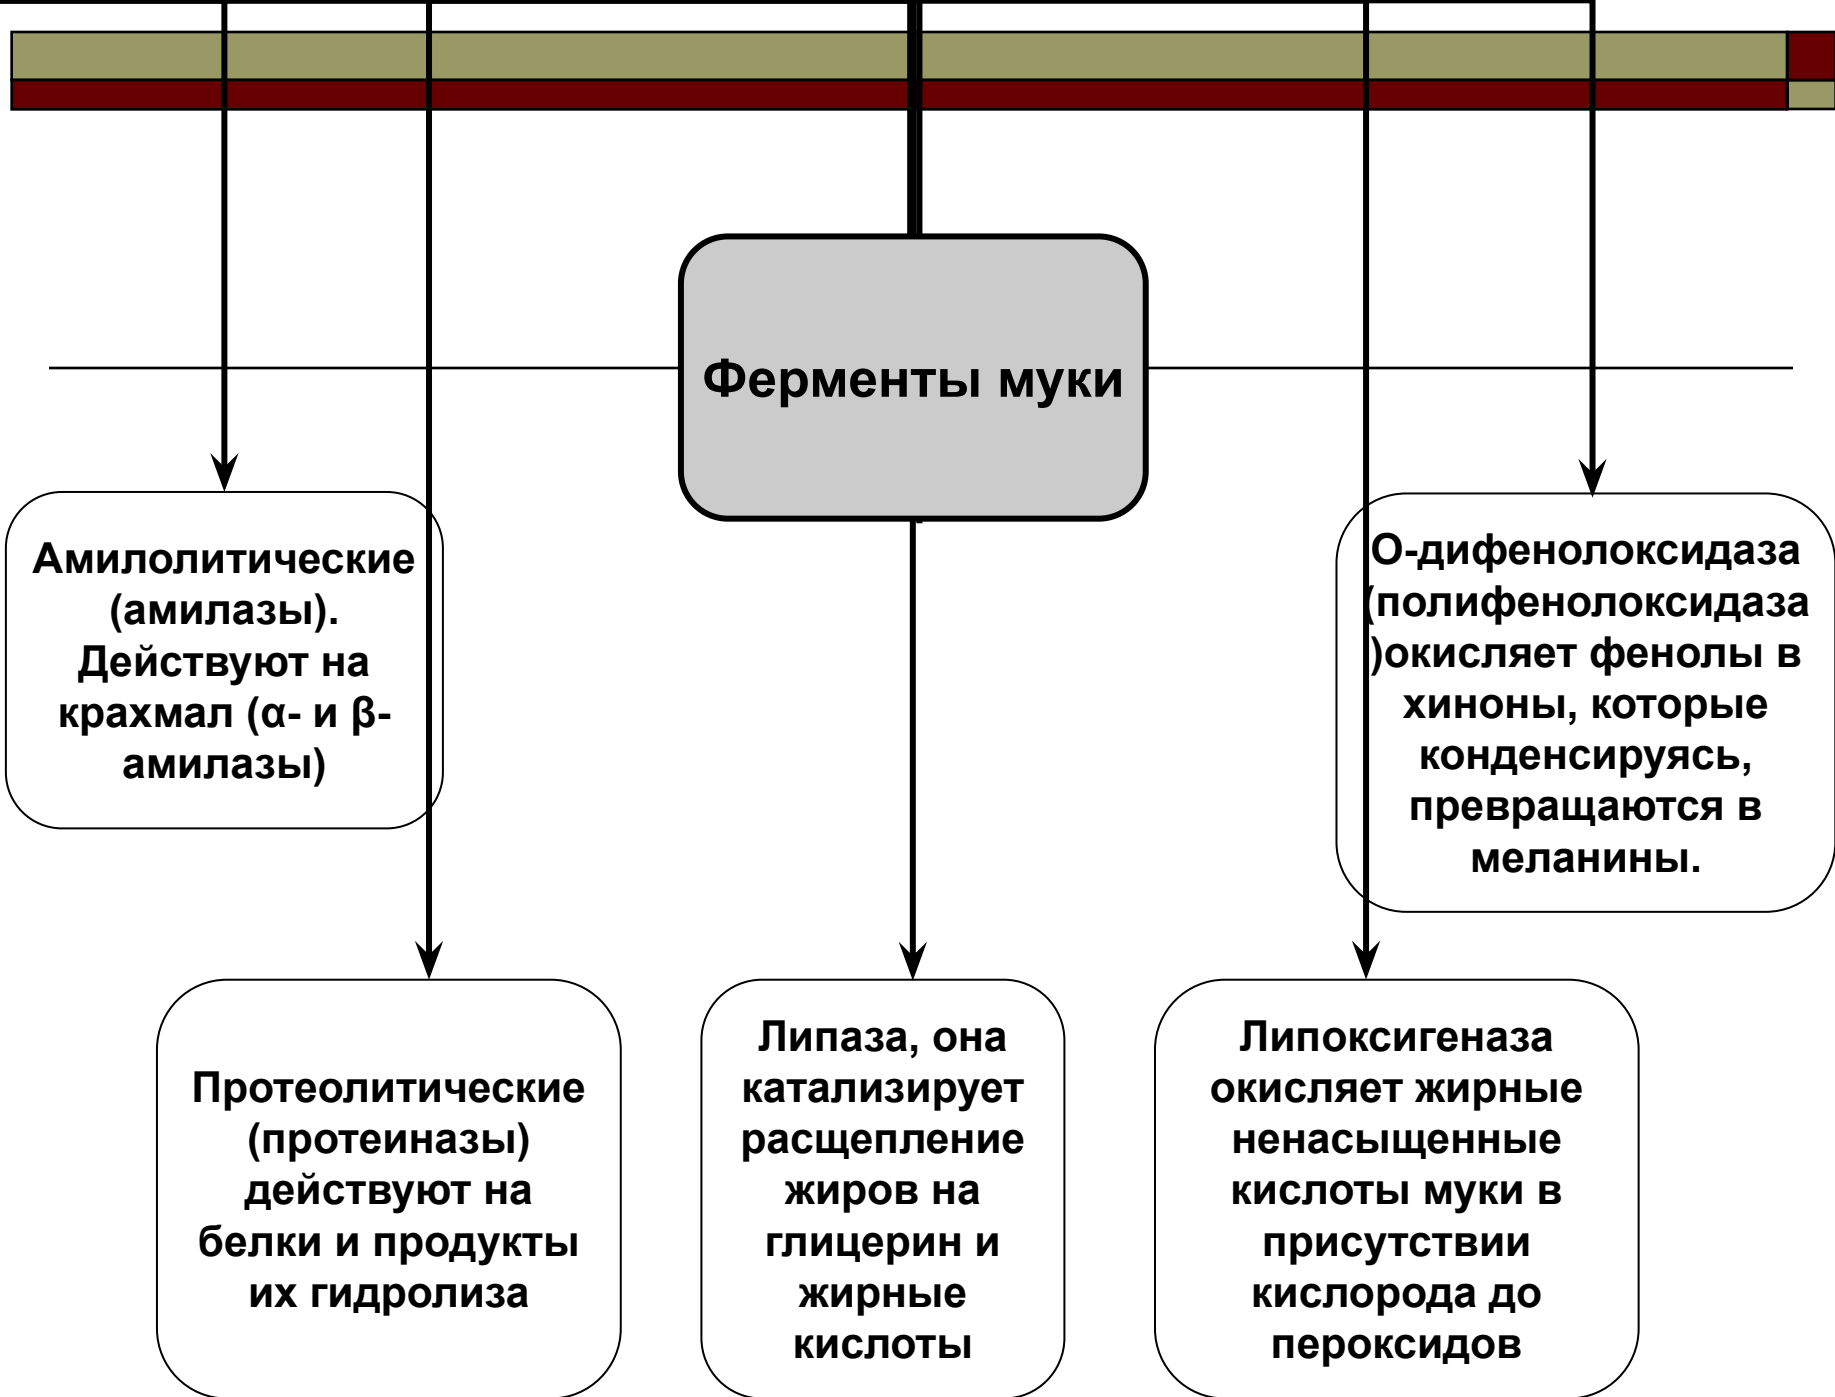 Ферменты муки
Амилолитические
(амилазы).
Действуют на
крахмал (α- и β-
амилазы)
О-дифенолоксидаза
(полифенолоксидаза
)окисляет фенолы в
хиноны, которые
конденсируясь,
превращаются в
меланины.
Протеолитические
(протеиназы)
действуют на
белки и продукты
их гидролиза
Липаза, она
катализирует
расщепление
жиров на
глицерин и
жирные
кислоты
Липоксигеназа
окисляет жирные
ненасыщенные
кислоты муки в
присутствии
кислорода до
пероксидов